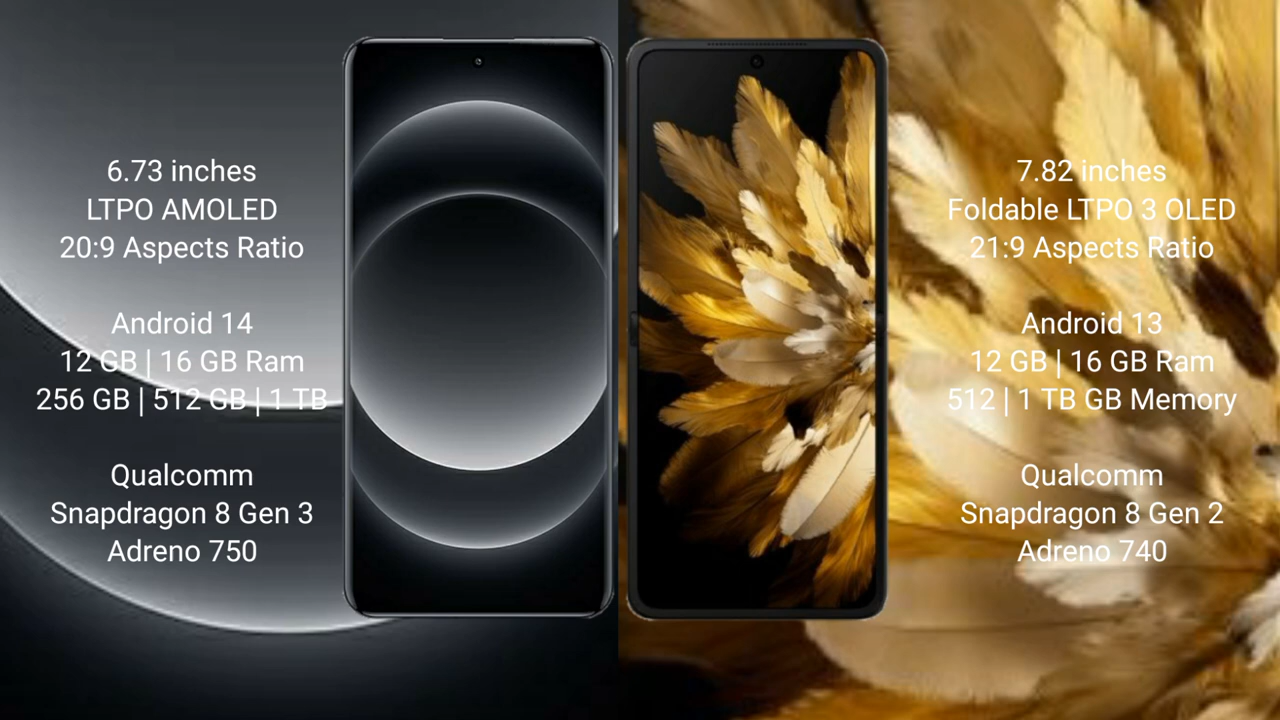 6.73 inches
LTPO AMOLED
20:9 Aspects Ratio
Android 14
12 GB | 16 GB Ram
256 GB | 512 GB | 1 TB
Qualcomm
Snapdragon 8 Gen 3
Adreno 750
7.82 inches
Foldable LTPO 3 OLED
21:9 Aspects Ratio
Android 13
12 GB | 16 GB Ram
512 | 1 TB GB Memory
Qualcomm
Snapdragon 8 Gen 2
Adreno 740